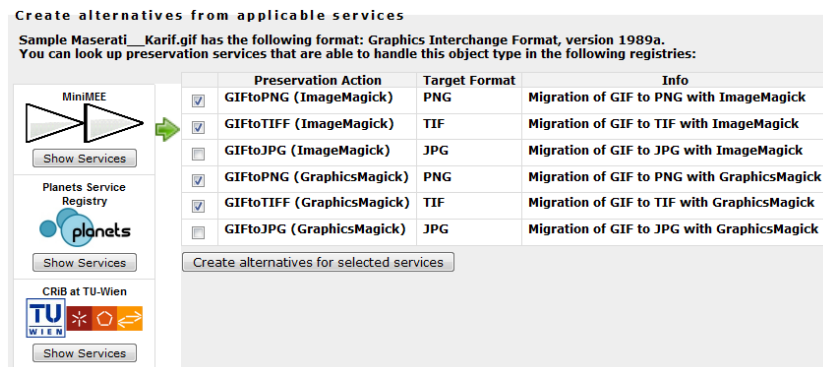 Create alternatives from applicable services
Sample Maserati__Karif.gif has the following format: Graphics Interchange Format, version 1989a.
You can look up preservation services that are able to handle this object type in the following registries:
MiniMEE
Show Services
Planets Service
Registry
planets
Show Services
CRiB at TU-Wien
TU
WIEN
Show Services
Preservation Action Target Format Info
GIFtoPNG (ImageMagick) PNG Migration of GIF to PNG with ImageMagick
GIFtoTIFF (ImageMagick) TIF Migration of GIF to TIF with ImageMagick
GIFtoJPG (ImageMagick) JPG Migration of GIF to JPG with ImageMagick
GIFtoPNG (GraphicsMagick) PNG Migration of GIF to PNG with GraphicsMagick
GIFtoTIFF (GraphicsMagick) TIF Migration of GIF to TIF with GraphicsMagick
GIFtoJPG (GraphicsMagick) JPG Migration of GIF to JPG with GraphicsMagick
Create alternatives for selected services